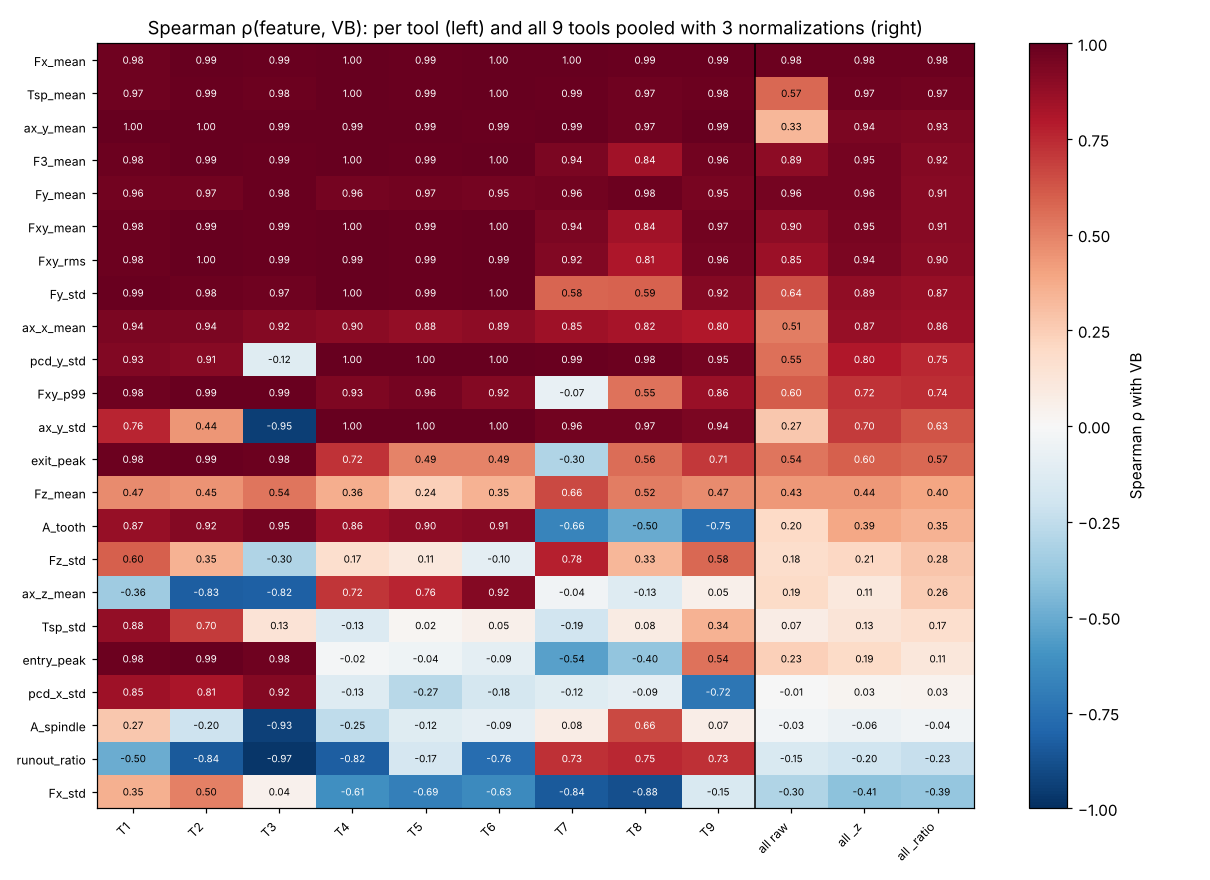 Spearman ρ(feature, VB): per tool (left) and all 9 tools pooled with 3 normalizations (right)
Fx_mean 0.98 0.99 0.99 1.00 0.99 1.00 1.00 0.99 0.99 0.98 0.98 0.98
Tsp_mean 0.97 0.99 0.98 1.00 0.99 1.00 0.99 0.97 0.98 0.57 0.97 0.97
ax_y_mean 1.00 1.00 0.99 0.99 0.99 0.99 0.99 0.97 0.99 0.33 0.94 0.93
F3_mean 0.98 0.99 0.99 1.00 0.99 1.00 0.94 0.84 0.96 0.89 0.95 0.92
Fy_mean 0.96 0.97 0.98 0.96 0.97 0.95 0.96 0.98 0.95 0.96 0.96 0.91
Fxy_mean 0.98 0.99 0.99 1.00 0.99 1.00 0.94 0.84 0.97 0.90 0.95 0.91
Fxy_rms 0.98 1.00 0.99 0.99 0.99 0.99 0.92 0.81 0.96 0.85 0.94 0.90
Fy_std 0.99 0.98 0.97 1.00 0.99 1.00 0.58 0.59 0.92 0.64 0.89 0.87
ax_x_mean 0.94 0.94 0.92 0.90 0.88 0.89 0.85 0.82 0.80 0.51 0.87 0.86
pcd_y_std 0.93 0.91 -0.12 1.00 1.00 1.00 0.99 0.98 0.95 0.55 0.80 0.75
Fxy_p99 0.98 0.99 0.99 0.93 0.96 0.92 -0.07 0.55 0.86 0.60 0.72 0.74
ax_y_std 0.76 0.44 -0.95 1.00 1.00 1.00 0.96 0.97 0.94 0.27 0.70 0.63
exit_peak 0.98 0.99 0.98 0.72 0.49 0.49 -0.30 0.56 0.71 0.54 0.60 0.57
Fz_mean 0.47 0.45 0.54 0.36 0.24 0.35 0.66 0.52 0.47 0.43 0.44 0.40
A_tooth 0.87 0.92 0.95 0.86 0.90 0.91 -0.66 -0.50 -0.75 0.20 0.39 0.35
Fz_std 0.60 0.35 -0.30 0.17 0.11 -0.10 0.78 0.33 0.58 0.18 0.21 0.28
ax_z_mean -0.36 -0.83 -0.82 0.72 0.76 0.92 -0.04 -0.13 0.05 0.19 0.11 0.26
Tsp_std 0.88 0.70 0.13 -0.13 0.02 0.05 -0.19 0.08 0.34 0.07 0.13 0.17
entry_peak 0.98 0.99 0.98 -0.02 -0.04 -0.09 -0.54 -0.40 0.54 0.23 0.19 0.11
pcd_x_std 0.85 0.81 0.92 -0.13 -0.27 -0.18 -0.12 -0.09 -0.72 -0.01 0.03 0.03
A_spindle 0.27 -0.20 -0.93 -0.25 -0.12 -0.09 0.08 0.66 0.07 -0.03 -0.06 -0.04
runout_ratio -0.50 -0.84 -0.97 -0.82 -0.17 -0.76 0.73 0.75 0.73 -0.15 -0.20 -0.23
Fx_std 0.35 0.50 0.04 -0.61 -0.69 -0.63 -0.84 -0.88 -0.15 -0.30 -0.41 -0.39
T1 T2 T3 T4 T5 T6 T7 T8 T9 all raw all _z all _ratio
1.00
0.75
0.50
0.25
0.00
−0.25
−0.50
−0.75
−1.00
Spearman ρ with VB